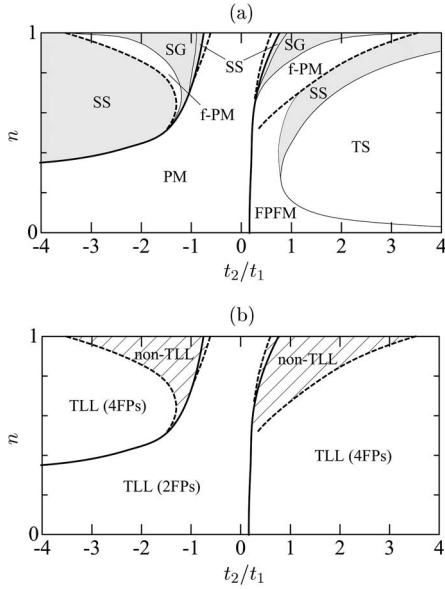 (a)
1
n
0
SG
SS
SG
SS
f-PM
f-PM
SS
PM
TS
FPFM
-4 -3 -2 -1 0 1 2 3 4
t₂/t₁
(b)
1
n
0
non-TLL
non-TLL
TLL (4FPs)
TLL (4FPs)
TLL (2FPs)
-4 -3 -2 -1 0 1 2 3 4
t₂/t₁